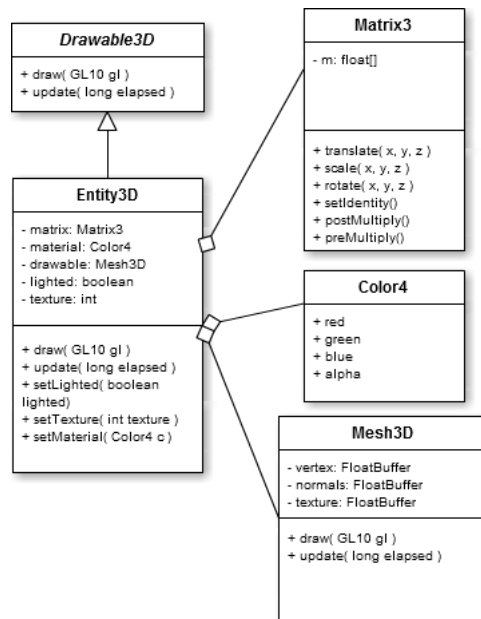 Drawable3D
+ draw( GL10 gl )
+ update( long elapsed )
Entity3D
- matrix: Matrix3
- material: Color4
- drawable: Mesh3D
- lighted: boolean
- texture: int
+ draw( GL10 gl )
+ update( long elapsed )
+ setLighted( boolean
lighted)
+ setTexture( int texture )
+ setMaterial( Color4 c )
Matrix3
- m: float[]
+ translate( x, y, z )
+ scale( x, y, z )
+ rotate( x, y, z )
+ setIdentity()
+ postMultiply()
+ preMultiply()
Color4
+ red
+ green
+ blue
+ alpha
Mesh3D
- vertex: FloatBuffer
- normals: FloatBuffer
- texture: FloatBuffer
+ draw( GL10 gl )
+ update( long elapsed )